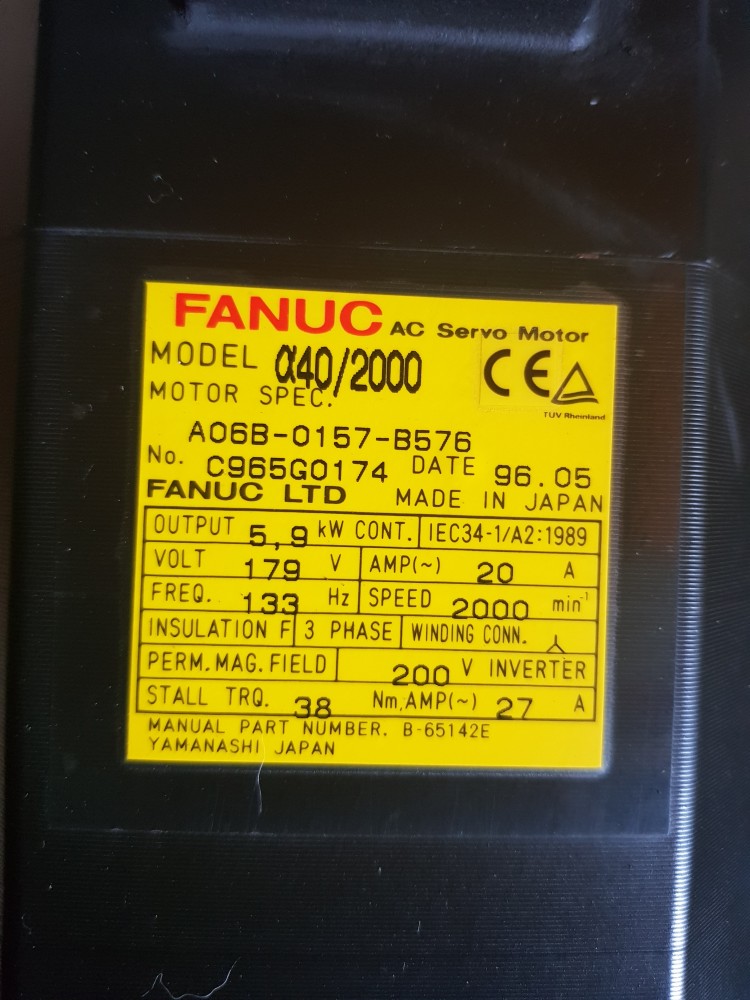 FANUC AC Servo Motor
MODEL α40/2000
CE
MOTOR SPEC.
TÜV Rheinland
A06B-0157-B576
No. C965G0174 DATE 96.05
FANUC LTD MADE IN JAPAN
OUTPUT 5,9 kW CONT. IEC34-1/A2:1989
VOLT 179 V AMP(~) 20 A
FREQ. 133 Hz SPEED 2000 min⁻¹
INSULATION F 3 PHASE WINDING CONN.
PERM.MAG.FIELD 200 V INVERTER
STALL TRQ. 38 Nm,AMP(~) 27 A
MANUAL PART NUMBER. B-65142E
YAMANASHI JAPAN